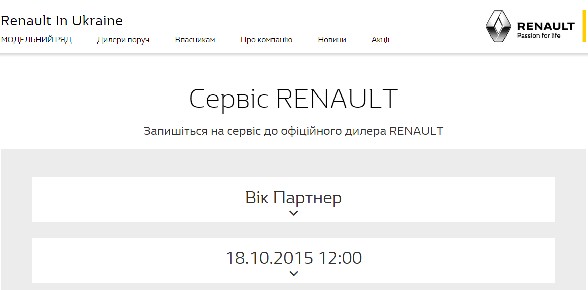 Renault in Ukraine
МОДЕЛЬНИЙ РЯД Дилери поруч Власникам Про компанію Новини Акції
RENAULT
Passion for life
Сервіс RENAULT
Запишіться на сервіс до офіційного дилера RENAULT
Вік Партнер
18.10.2015 12:00